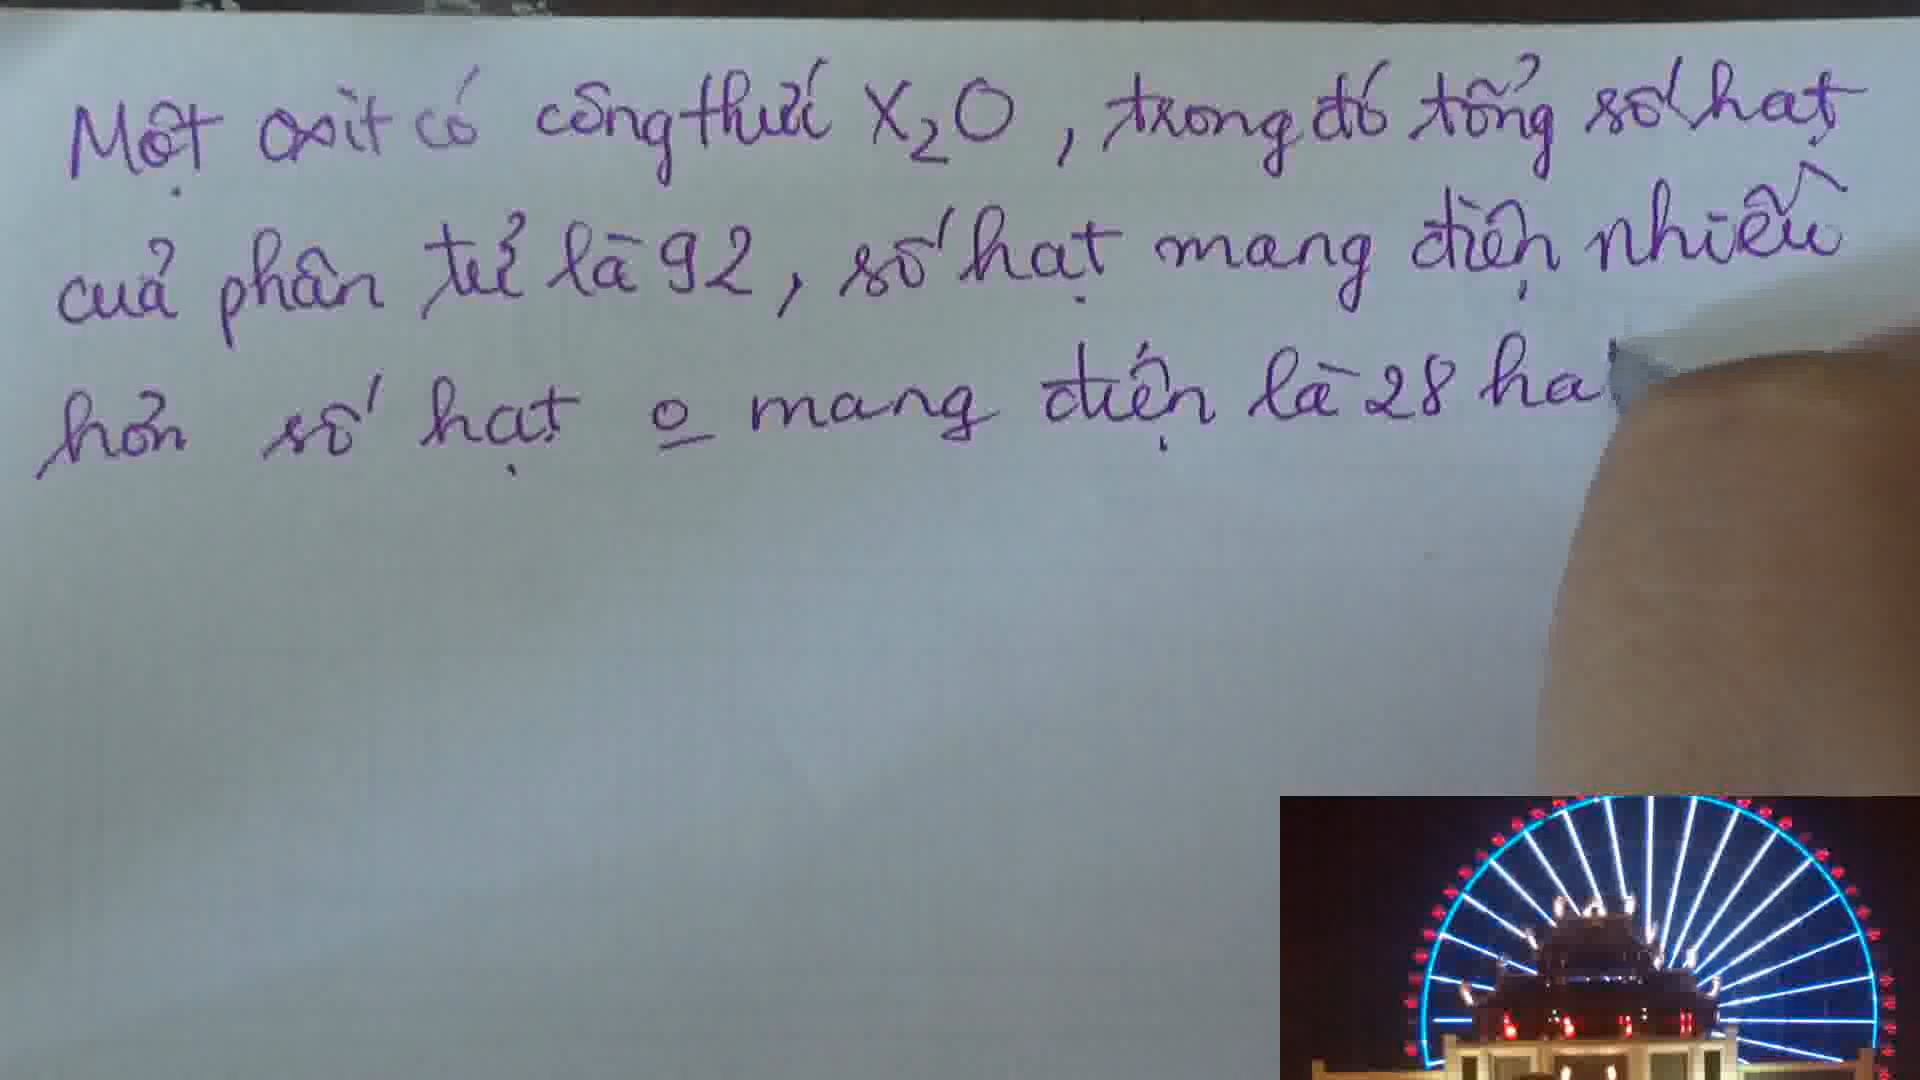 Một oxit có công thức X₂O, trong đó tổng số hạt
của phân tử là 92, số hạt mang điện nhiều
hơn số hạt o mang điện là 28 hạ